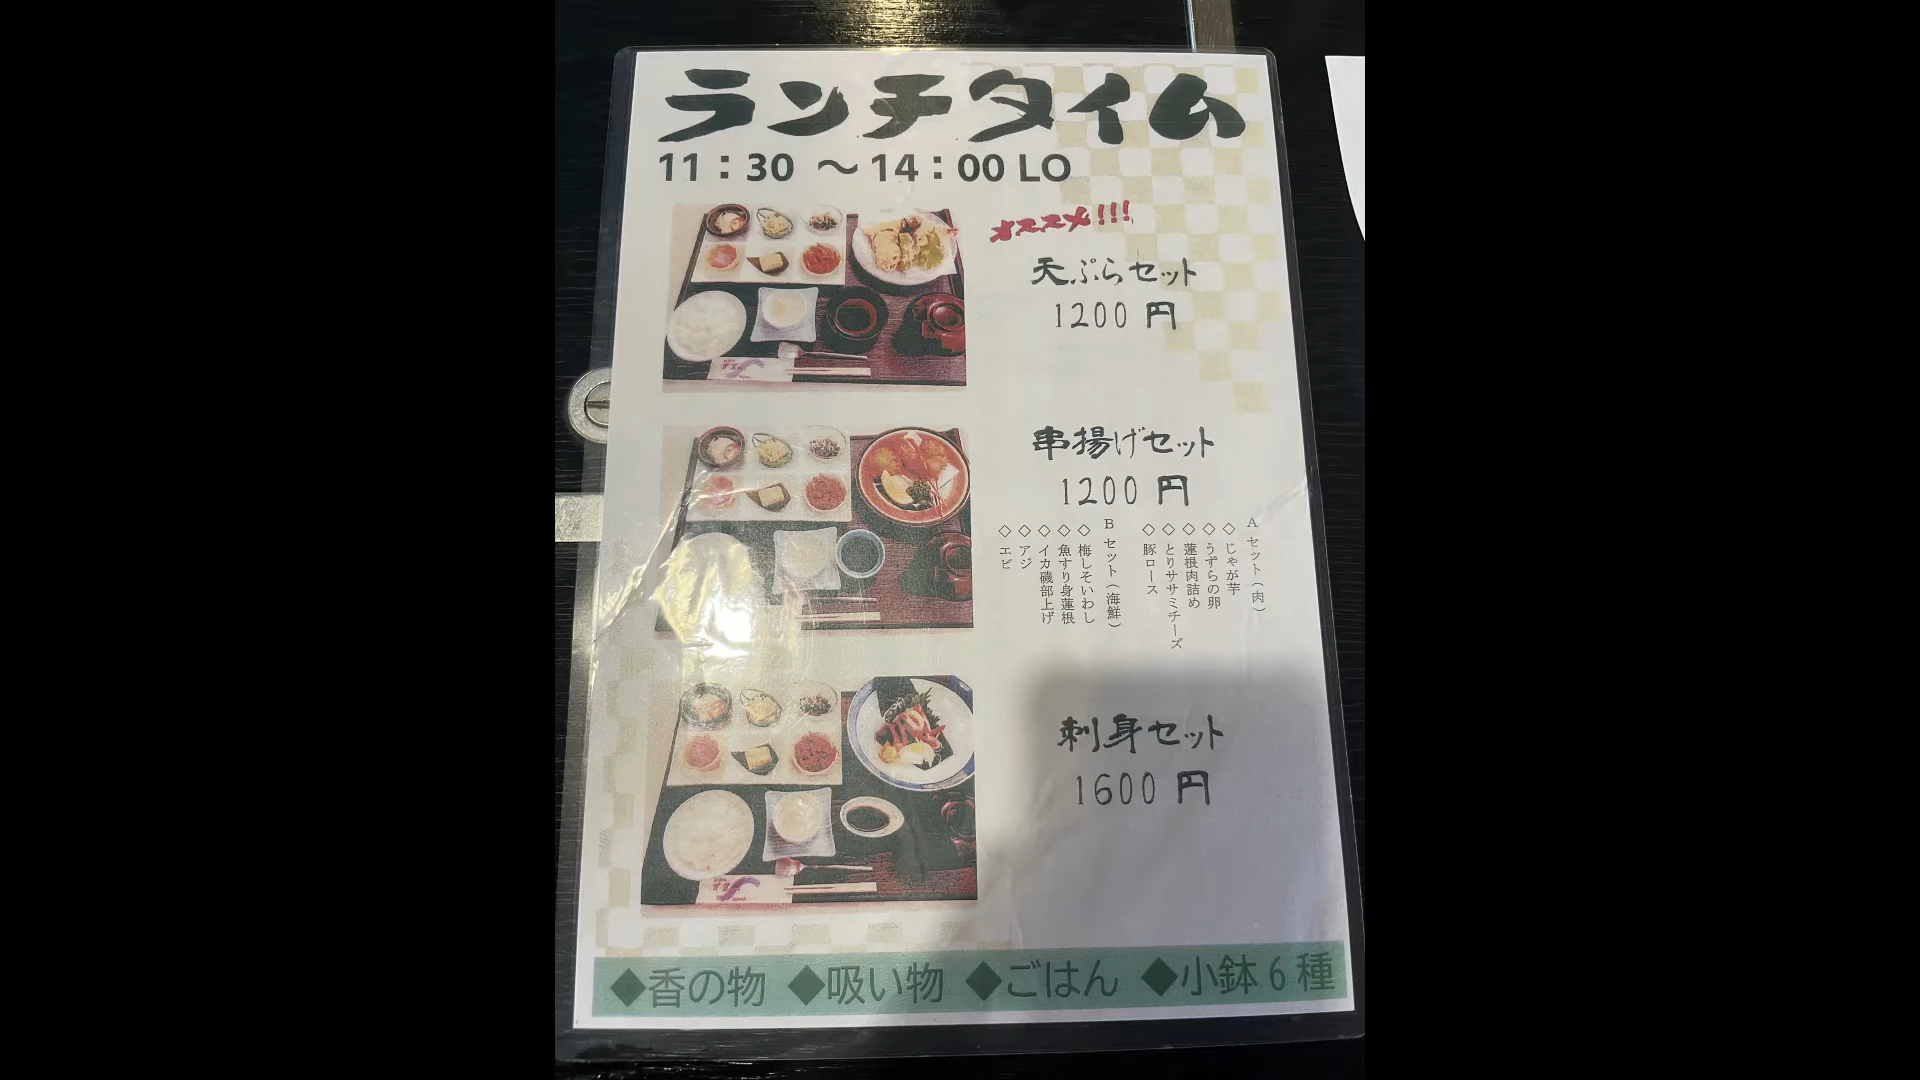 ランチタイム
11：30 ～14：00 LO
オススメ!!!
天ぷらセット
1200 円
串揚げセット
1200 円
Aセット（肉）
◇じゃが芋
◇うずらの卵
◇蓮根肉詰め
◇とりササミチーズ
◇豚ロース
Bセット（海鮮）
◇梅しそいわし
◇魚すり身蓮根
◇イカ磯部上げ
◇アジ
◇エビ
刺身セット
1600 円
◆香の物 ◆吸い物 ◆ごはん ◆小鉢６種